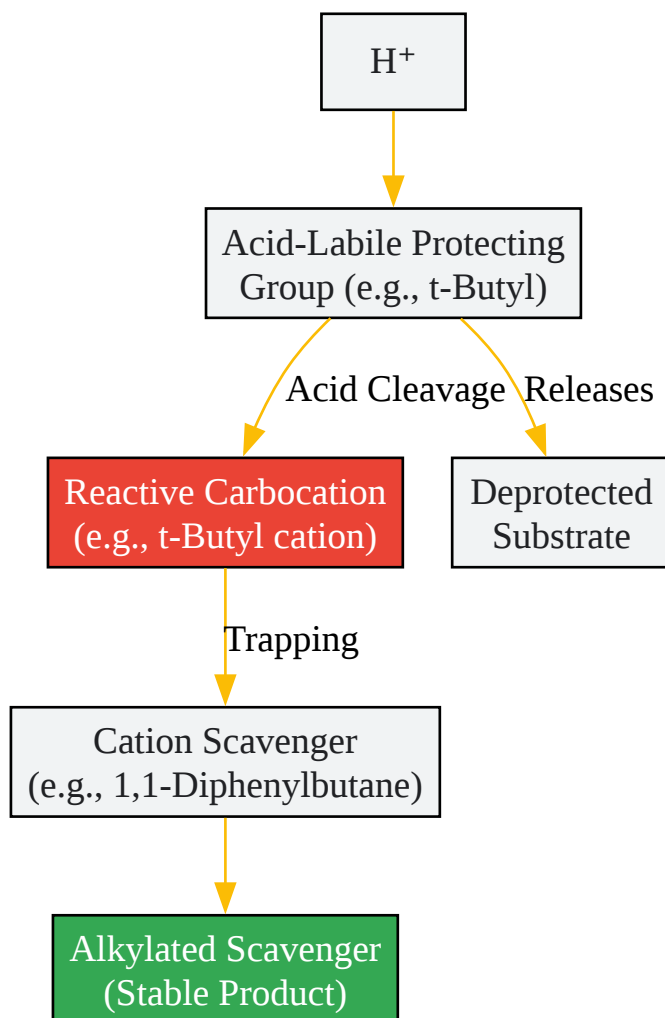 H⁺
Acid-Labile Protecting
Group (e.g., t-Butyl)
Acid Cleavage
Releases
Reactive Carbocation
(e.g., t-Butyl cation)
Deprotected
Substrate
Trapping
Cation Scavenger
(e.g., 1,1-Diphenylbutane)
Alkylated Scavenger
(Stable Product)